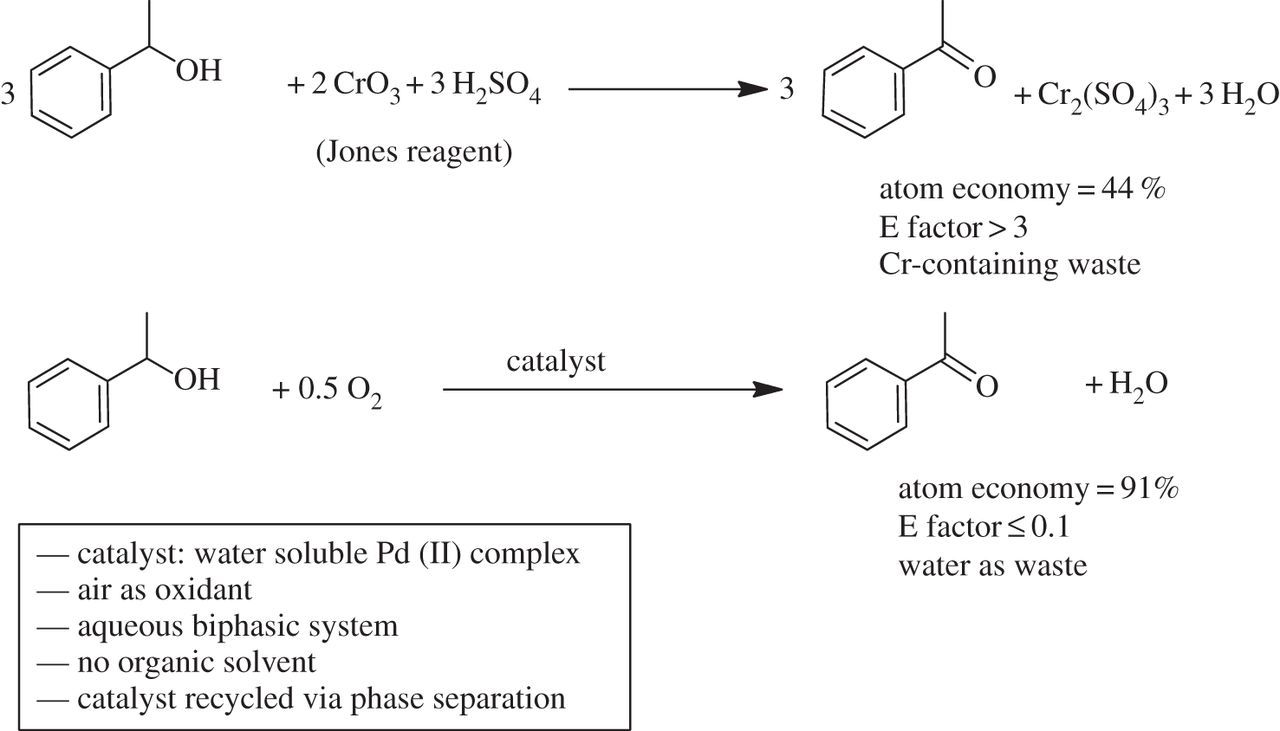 3 OH + 2 CrO₃ + 3 H₂SO₄ 3 O + Cr₂(SO₄)₃ + 3 H₂O
(Jones reagent)
atom economy = 44 %
E factor > 3
Cr-containing waste
OH + 0.5 O₂ catalyst O + H₂O
atom economy = 91%
E factor ≤ 0.1
water as waste
— catalyst: water soluble Pd (II) complex
— air as oxidant
— aqueous biphasic system
— no organic solvent
— catalyst recycled via phase separation